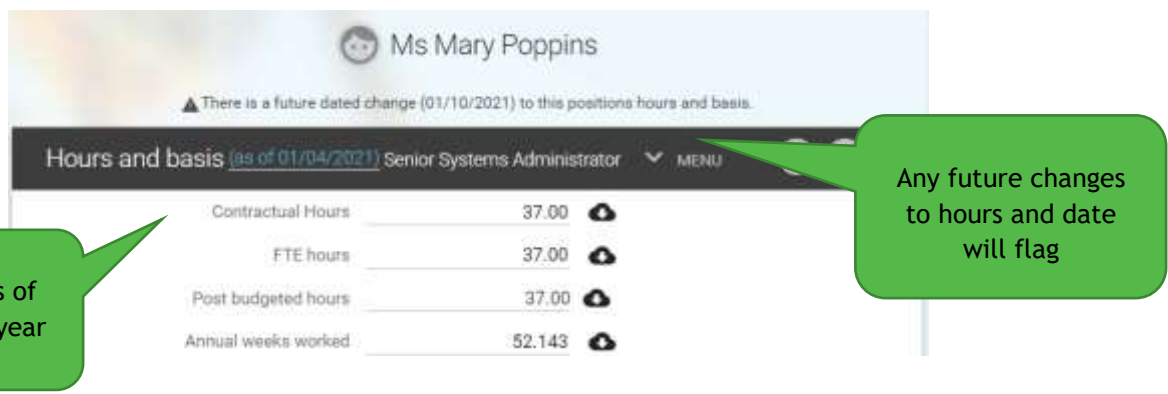 Ms Mary Poppins
There is a future dated change (01/10/2021) to this positions hours and basis.
Hours and basis (as of 01/04/2021) Senior Systems Administrator MENU
Contractual Hours 37.00
FTE hours 37.00
Post budgeted hours 37.00
Annual weeks worked 52.143
Any future changes
to hours and date
will flag
of
year